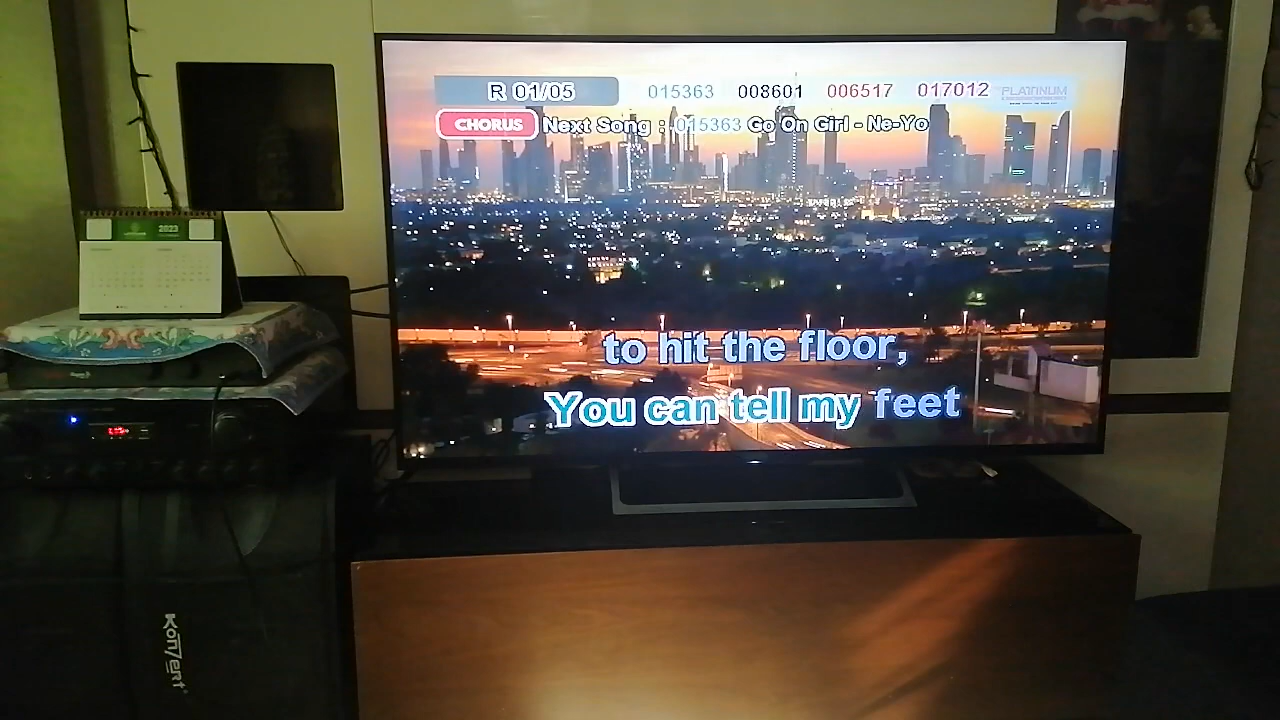 R 01/05 015363 008601 006517 017012 PLATINUM
CHORUS Next Song : 015363 Go On Girl - Ne-Yo
to hit the floor,
You can tell my feet
2023
Konzert